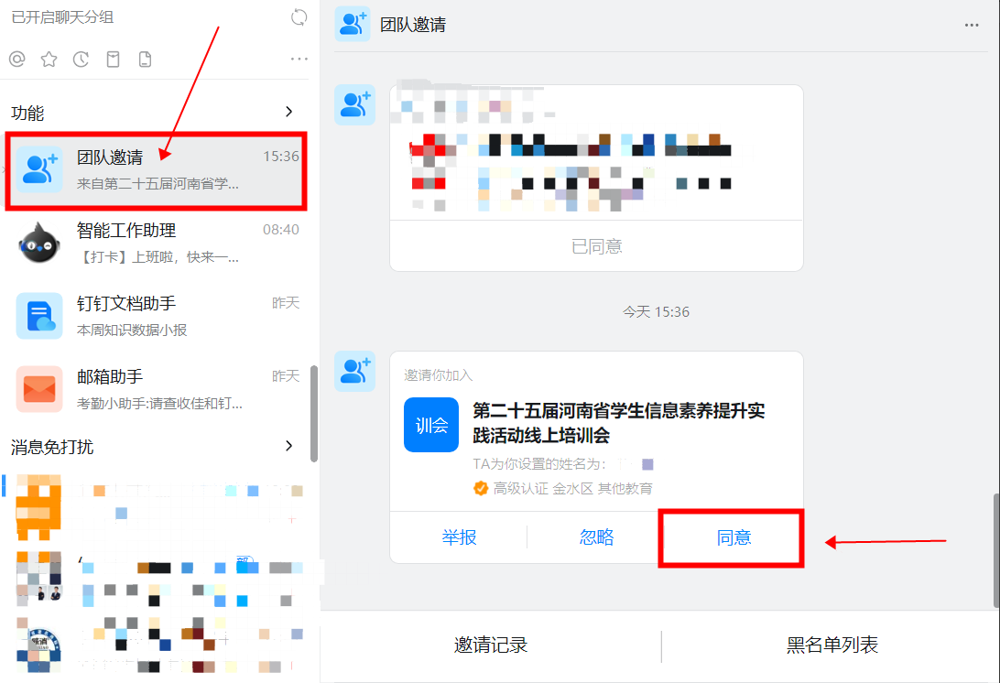 已开启聊天分组
功能
团队邀请
15:36
来自第二十五届河南省学...
智能工作助理
08:40
【打卡】上班啦，快来一...
钉钉文档助手
昨天
本周知识数据小报
邮箱助手
昨天
考勤小助手:请查收佳和钉...
消息免打扰
部
团队邀请
已同意
今天 15:36
邀请你加入
训会
第二十五届河南省学生信息素养提升实
践活动线上培训会
TA为你设置的姓名为：
高级认证 金水区 其他教育
举报
忽略
同意
邀请记录
黑名单列表